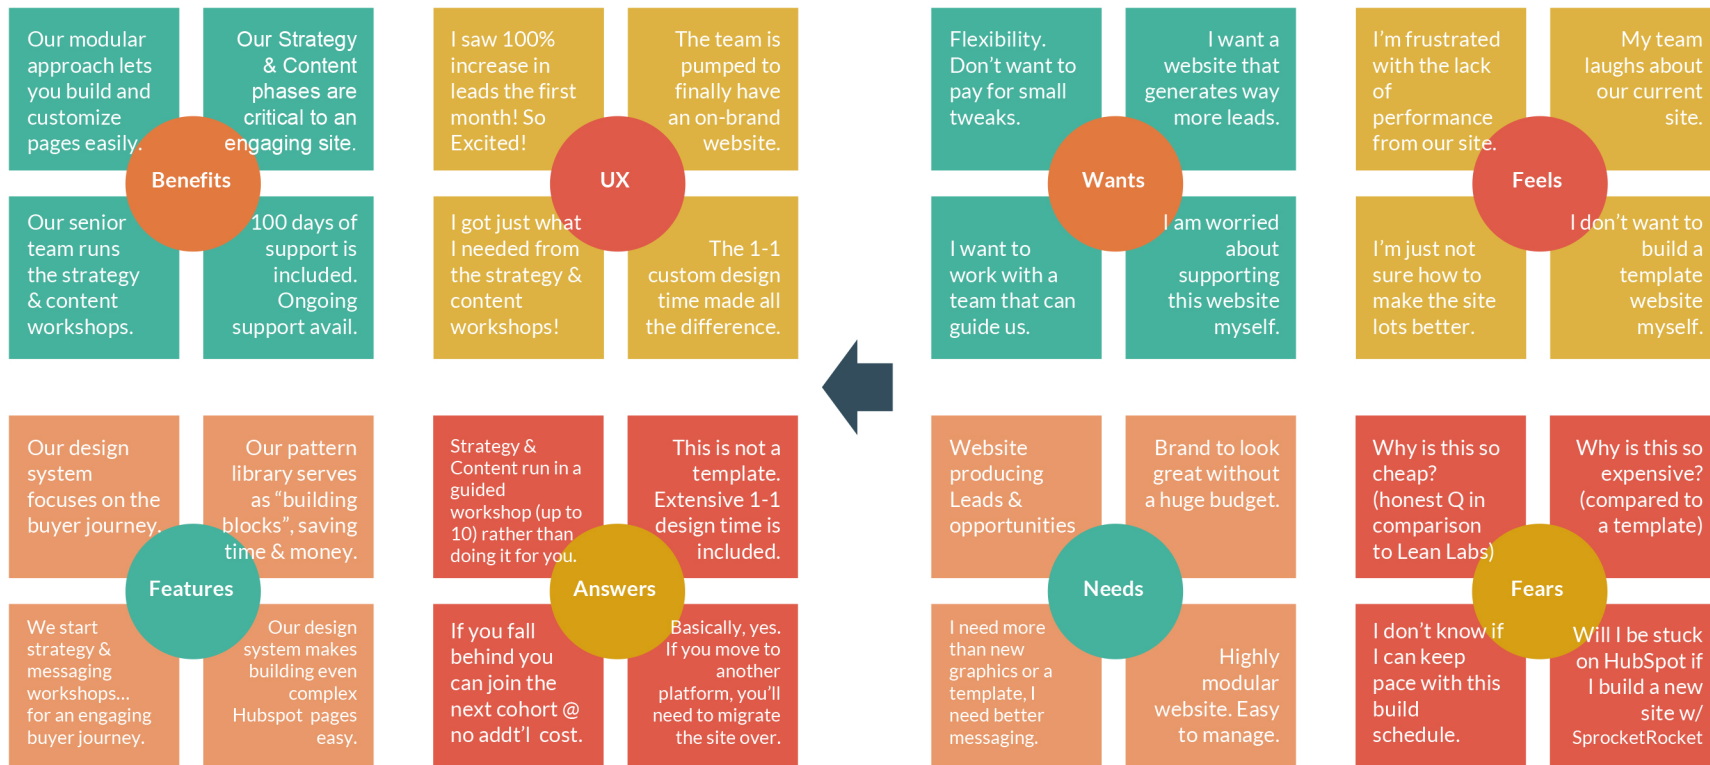 Our modular
approach lets
you build and
customize
pages easily.
Our Strategy
& Content
phases are
critical to an
engaging site.
Benefits
Our senior
team runs
the strategy
& content
workshops.
100 days of
support is
included.
Ongoing
support avail.
I saw 100%
increase in
leads the first
month! So
Excited!
The team is
pumped to
finally have
an on-brand
website.
UX
I got just what
I needed from
the strategy &
content
workshops!
The 1-1
custom design
time made all
the difference.
Flexibility.
Don’t want to
pay for small
tweaks.
I want a
website that
generates way
more leads.
Wants
I want to
work with a
team that can
guide us.
I am worried
about
supporting
this website
myself.
I’m frustrated
with the lack
of
performance
from our site.
My team
laughs about
our current
site.
Feels
I’m just not
sure how to
make the site
lots better.
I don’t want to
build a
template
website
myself.
Our design
system
focuses on the
buyer journey.
Our pattern
library serves
as “building
blocks”, saving
time & money.
Features
We start
strategy &
messaging
workshops...
for an engaging
buyer journey.
Our design
system makes
building even
complex
Hubspot pages
easy.
Strategy &
Content run in a
guided
workshop (up to
10) rather than
doing it for you.
This is not a
template.
Extensive 1-1
design time is
included.
Answers
If you fall
behind you
can join the
next cohort @
no addt’l cost.
Basically, yes.
If you move to
another
platform, you’ll
need to migrate
the site over.
Website
producing
Leads &
opportunities
Brand to look
great without
a huge budget.
Needs
I need more
than new
graphics or a
template, I
need better
messaging.
Highly
modular
website. Easy
to manage.
Why is this so
cheap?
(honest Q in
comparison
to Lean Labs)
Why is this so
expensive?
(compared to
a template)
Fears
I don’t know if
I can keep
pace with this
build
schedule.
Will I be stuck
on HubSpot if
I build a new
site w/
SprocketRocket